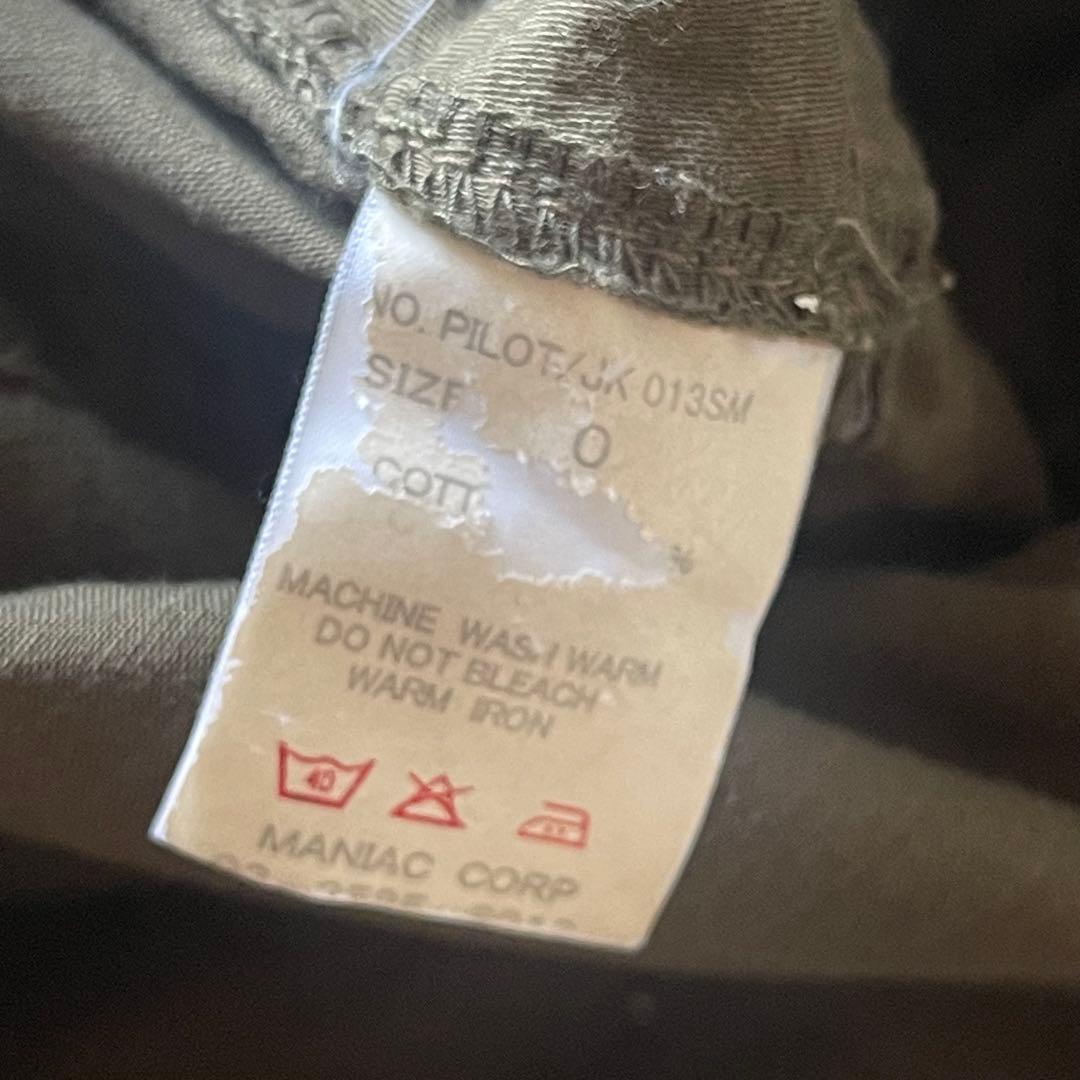 NO. PILOT/JK 013SM
SIZE 0
COTT %
MACHINE WASH WARM
DO NOT BLEACH
WARM IRON
40
MANIAC CORP